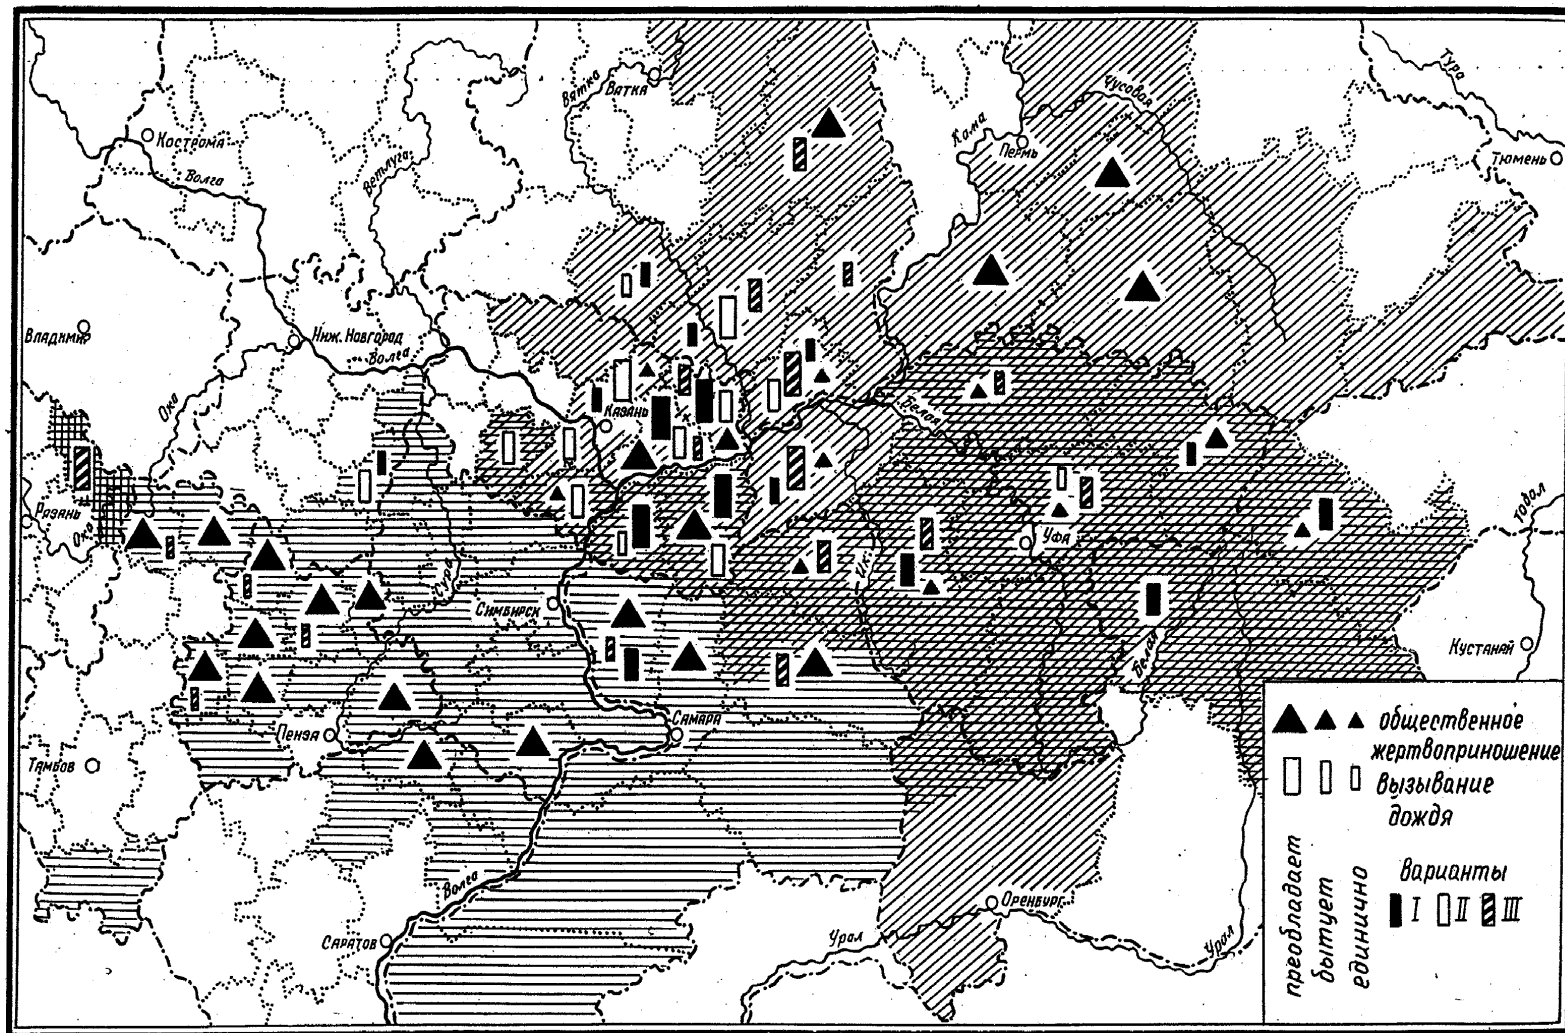 Тура
Вятка
Вятка
Чусовая
Кама
Пермь
Тюмень
Кострома
Волга
Ветлуга
Владимир
Ниж. Новгород
Волга
Ока
Казань
Белая
Рязань
Ока
Сура
Ик
Уфа
Тобол
Симбирск
Белая
Кустанай
Пенза
Самара
Тамбов
Волга
Саратов
Оренбург
Урал
Урал
общественное
жертвоприношение
вызывание
дождя
преобладает
бытует
единично
Варианты
I II III